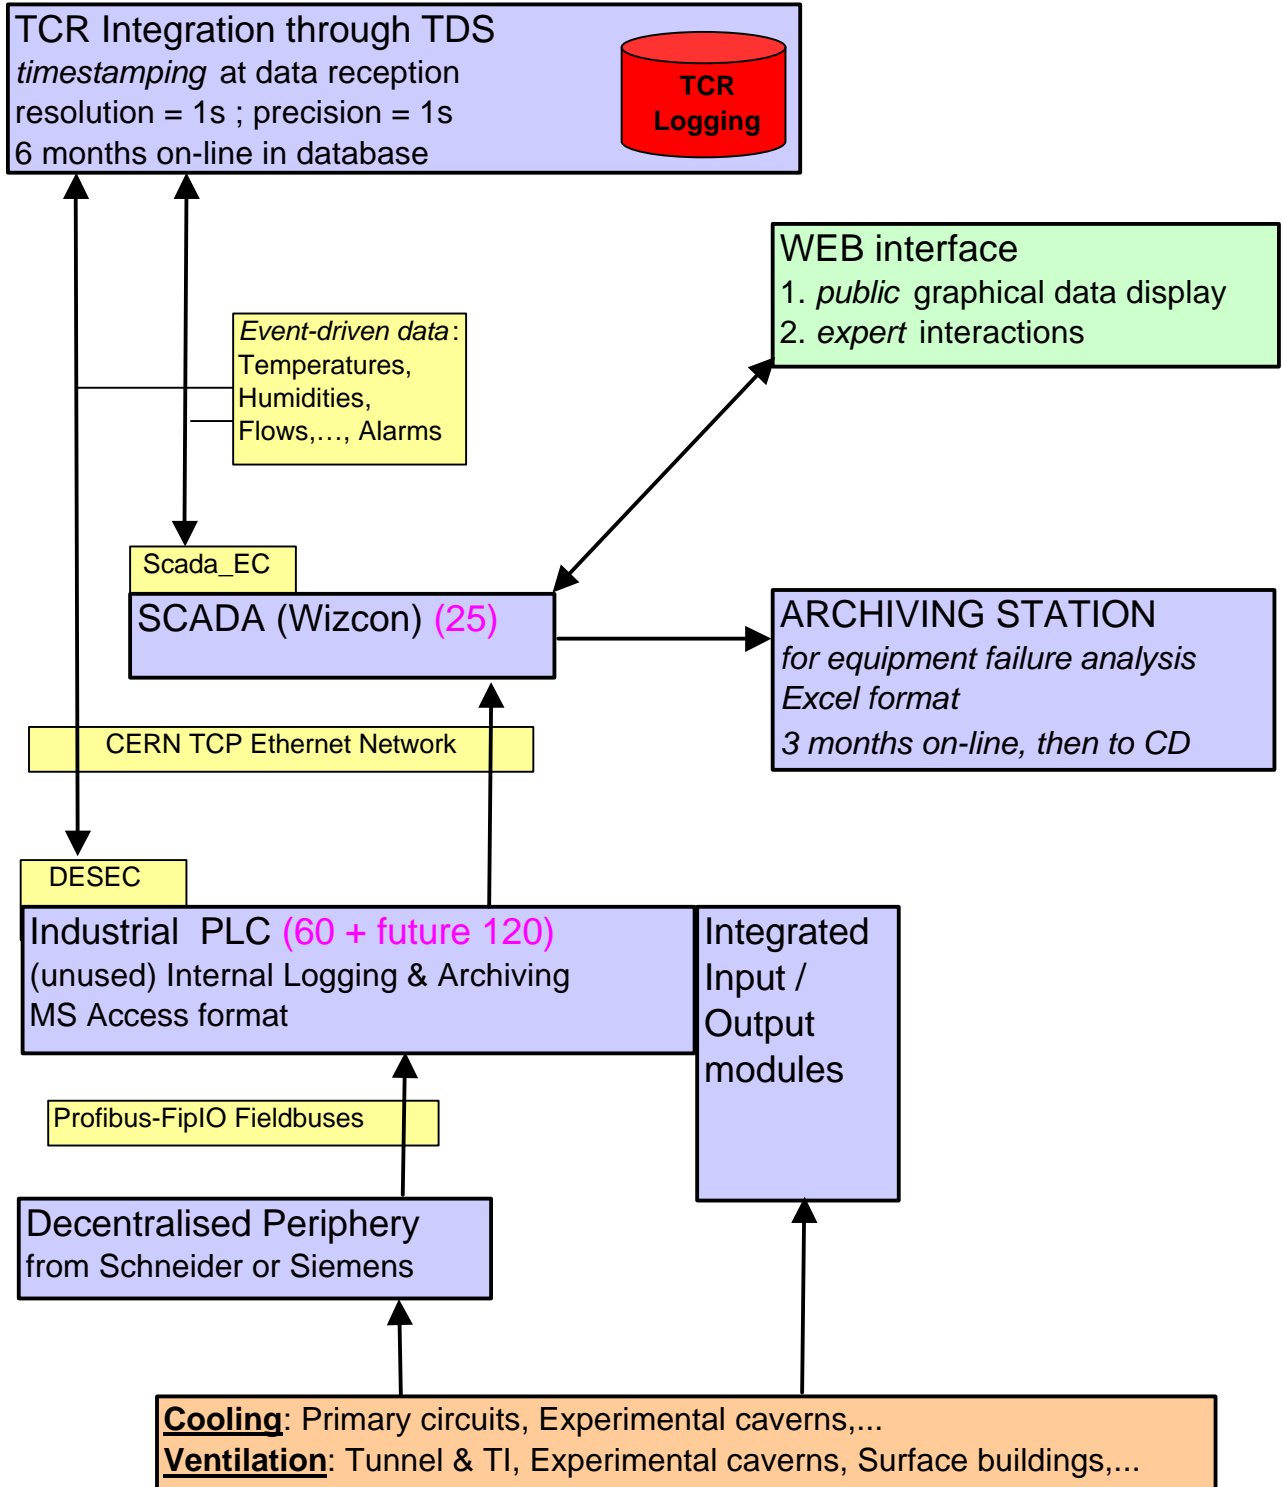 TCR Integration through TDS
timestamping at data reception
resolution = 1s ; precision = 1s
6 months on-line in database
TCR
Logging
WEB interface
1. public graphical data display
2. expert interactions
Event-driven data:
Temperatures,
Humidities,
Flows,..., Alarms
Scada_EC
SCADA (Wizcon) (25)
ARCHIVING STATION
for equipment failure analysis
Excel format
3 months on-line, then to CD
CERN TCP Ethernet Network
DESEC
Industrial PLC (60 + future 120)
(unused) Internal Logging & Archiving
MS Access format
Integrated
Input /
Output
modules
Profibus-FipIO Fieldbuses
Decentralised Periphery
from Schneider or Siemens
Cooling: Primary circuits, Experimental caverns,...
Ventilation: Tunnel & TI, Experimental caverns, Surface buildings,...